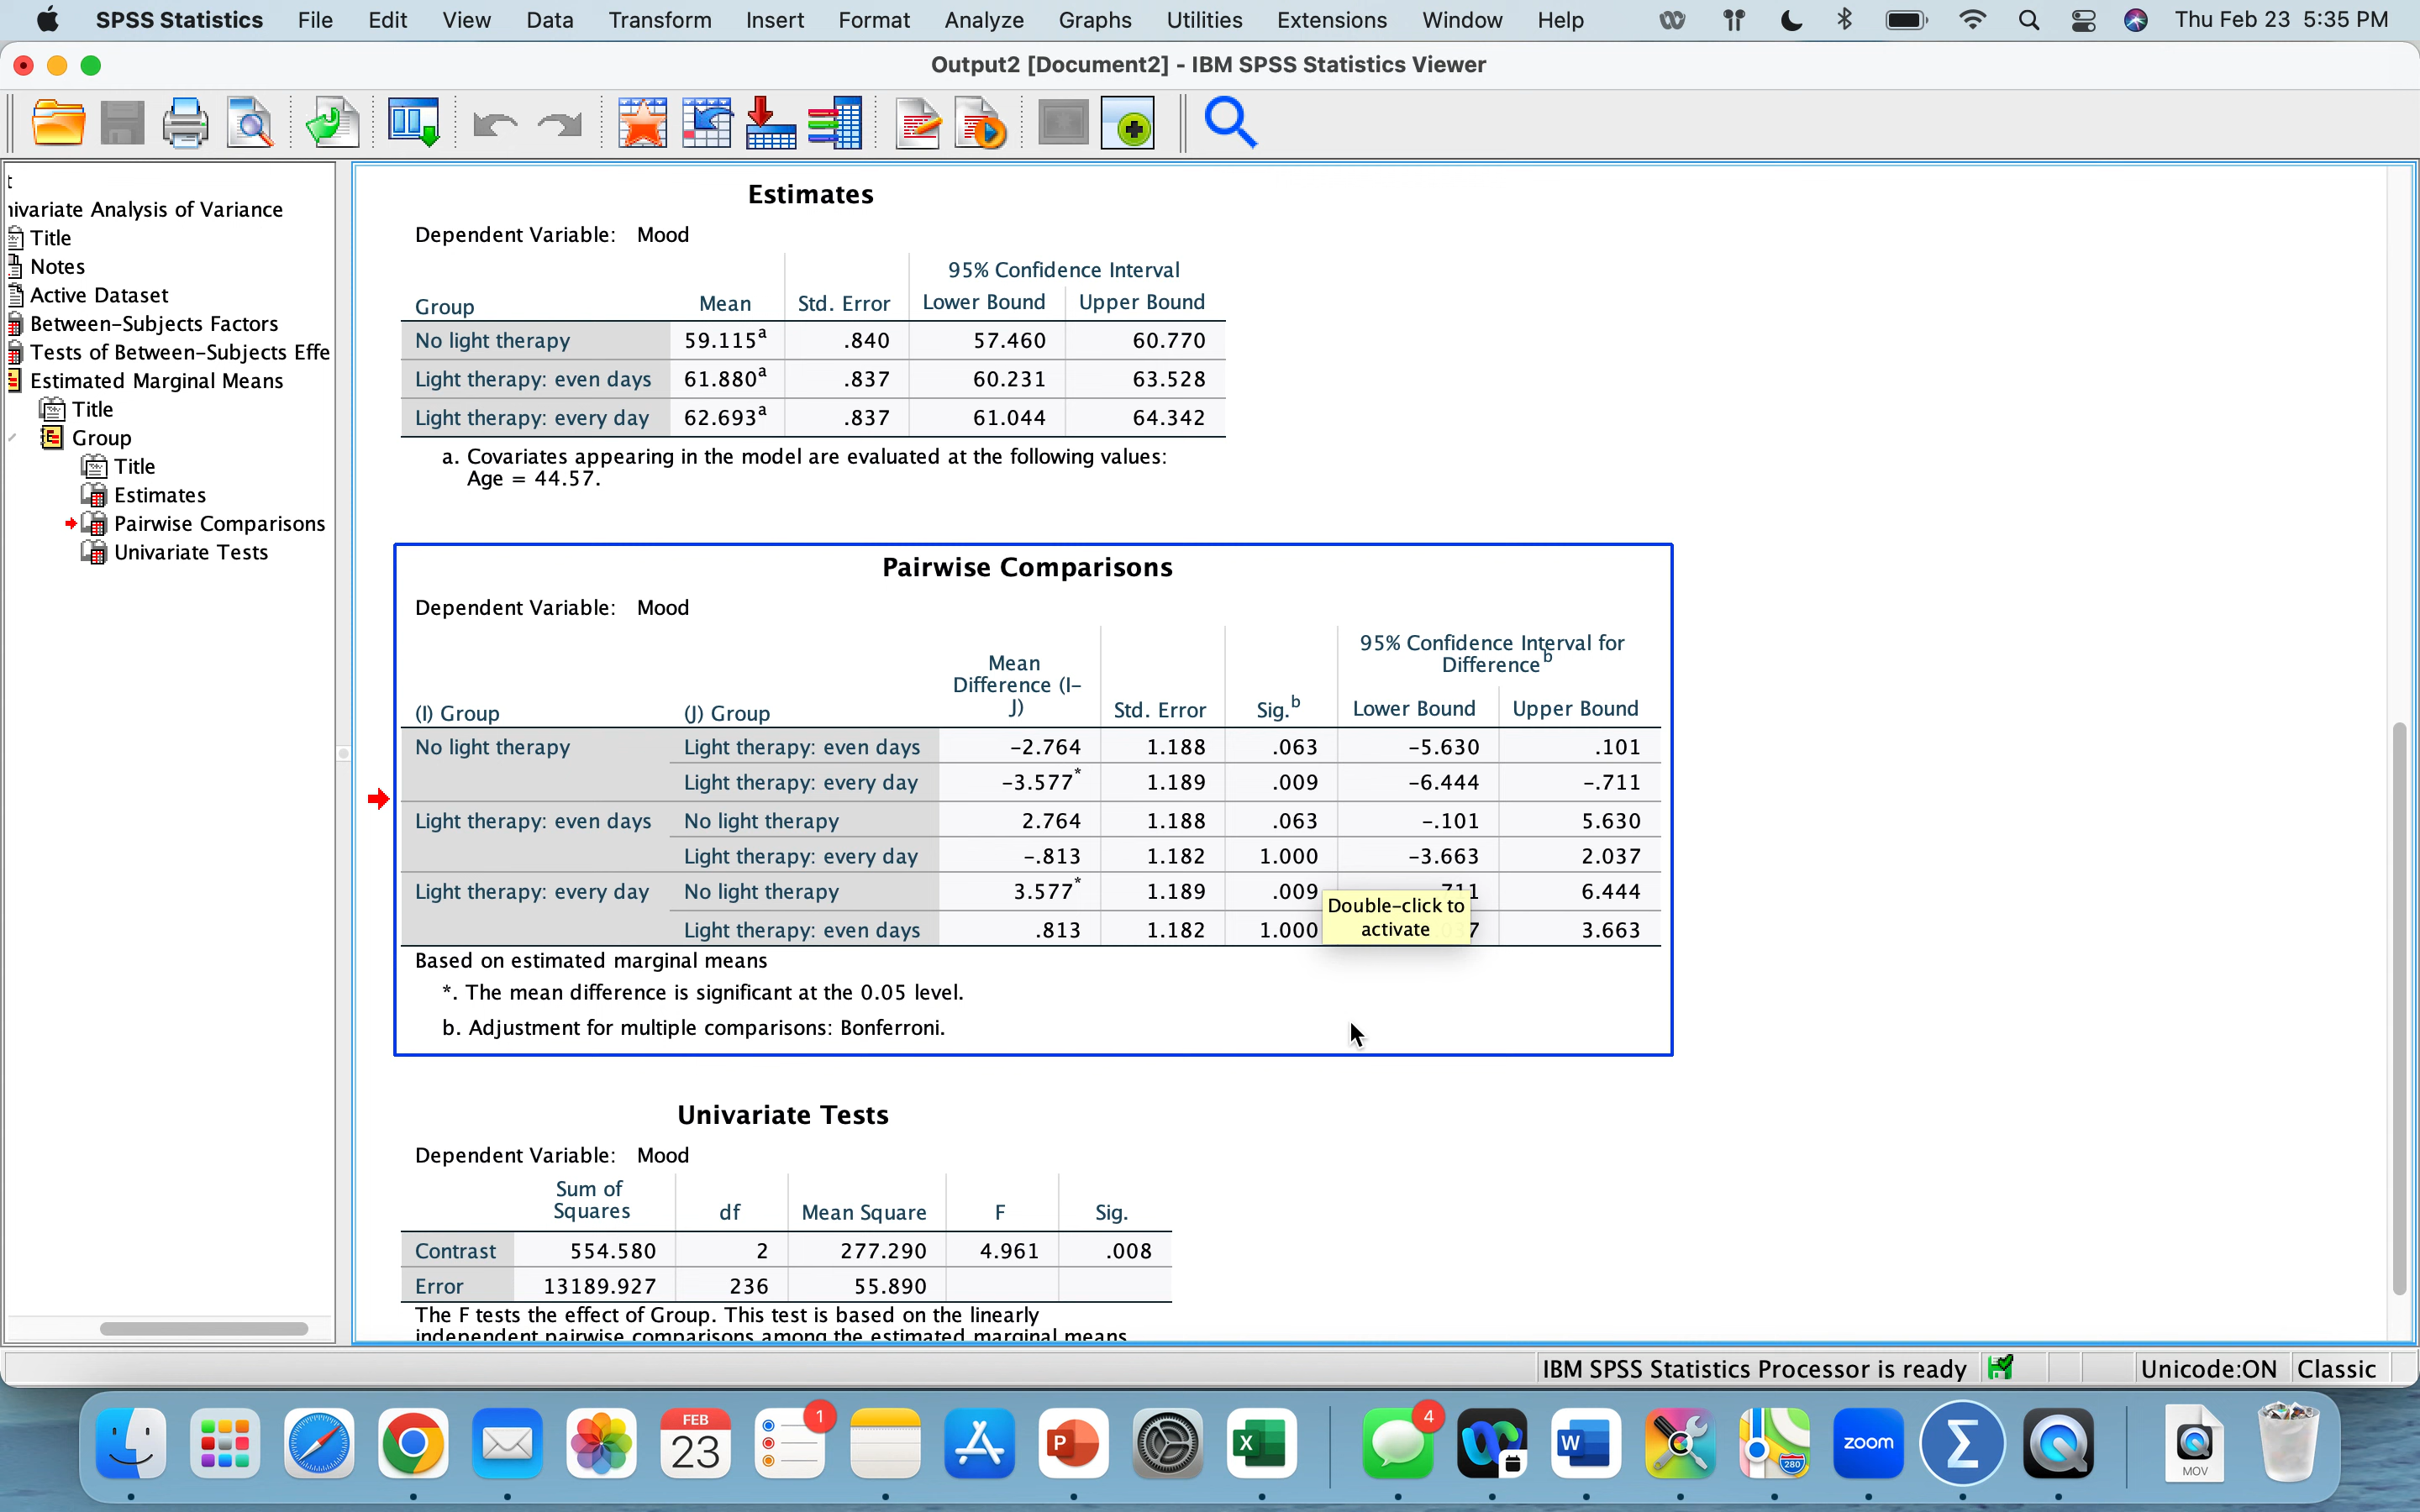 SPSS Statistics File Edit View Data Transform Insert Format Analyze Graphs Utilities Extensions Window Help Thu Feb 23 5:35 PM
Output2 [Document2] - IBM SPSS Statistics Viewer
t
nivariate Analysis of Variance
Title
Notes
Active Dataset
Between-Subjects Factors
Tests of Between-Subjects Effe
Estimated Marginal Means
Title
Group
Title
Estimates
Pairwise Comparisons
Univariate Tests
Estimates
Dependent Variable: Mood
95% Confidence Interval
Group Mean Std. Error Lower Bound Upper Bound
No light therapy 59.115a .840 57.460 60.770
Light therapy: even days 61.880a .837 60.231 63.528
Light therapy: every day 62.693a .837 61.044 64.342
a. Covariates appearing in the model are evaluated at the following values:
Age = 44.57.
Pairwise Comparisons
Dependent Variable: Mood
95% Confidence Interval for
Differenceb
Mean
Difference (I-
J)
(I) Group (J) Group Std. Error Sig.b Lower Bound Upper Bound
No light therapy Light therapy: even days -2.764 1.188 .063 -5.630 .101
Light therapy: every day -3.577* 1.189 .009 -6.444 -.711
Light therapy: even days No light therapy 2.764 1.188 .063 -.101 5.630
Light therapy: every day -.813 1.182 1.000 -3.663 2.037
Light therapy: every day No light therapy 3.577* 1.189 .009 711 6.444
Light therapy: even days .813 1.182 1.000 3.663
Double-click to
activate
Based on estimated marginal means
*. The mean difference is significant at the 0.05 level.
b. Adjustment for multiple comparisons: Bonferroni.
Univariate Tests
Dependent Variable: Mood
Sum of
Squares df Mean Square F Sig.
Contrast 554.580 2 277.290 4.961 .008
Error 13189.927 236 55.890
The F tests the effect of Group. This test is based on the linearly
independent pairwise comparisons among the estimated marginal means
IBM SPSS Statistics Processor is ready Unicode:ON Classic
FEB
23
1
P
X
4
W
280
zoom
Σ
MOV